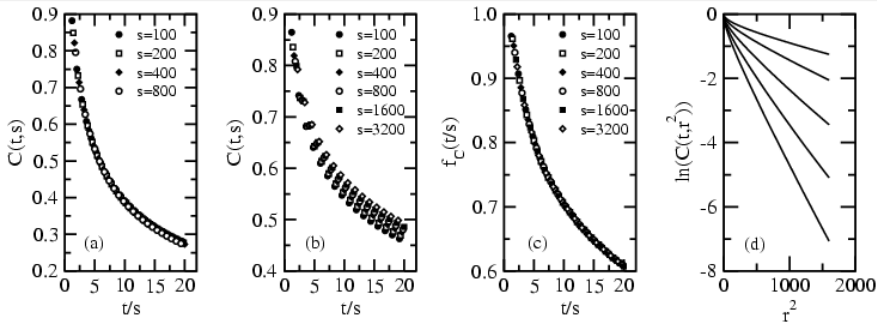 0.9
0.8
0.7
0.6
0.5
0.4
0.3
0.2
C(t,s)
s=100
s=200
s=400
s=800
(a)
0 5 10 15 20
t/s
0.9
0.8
0.7
0.6
0.5
0.4
C(t,s)
s=100
s=200
s=400
s=800
s=1600
s=3200
(b)
0 5 10 15 20
t/s
1.0
0.9
0.8
0.7
0.6
f_C(t/s)
s=100
s=200
s=400
s=800
s=1600
s=3200
(c)
0 5 10 15 20
t/s
0
-2
-4
-6
-8
ln(C(t,r²))
(d)
0 1000 2000
r²